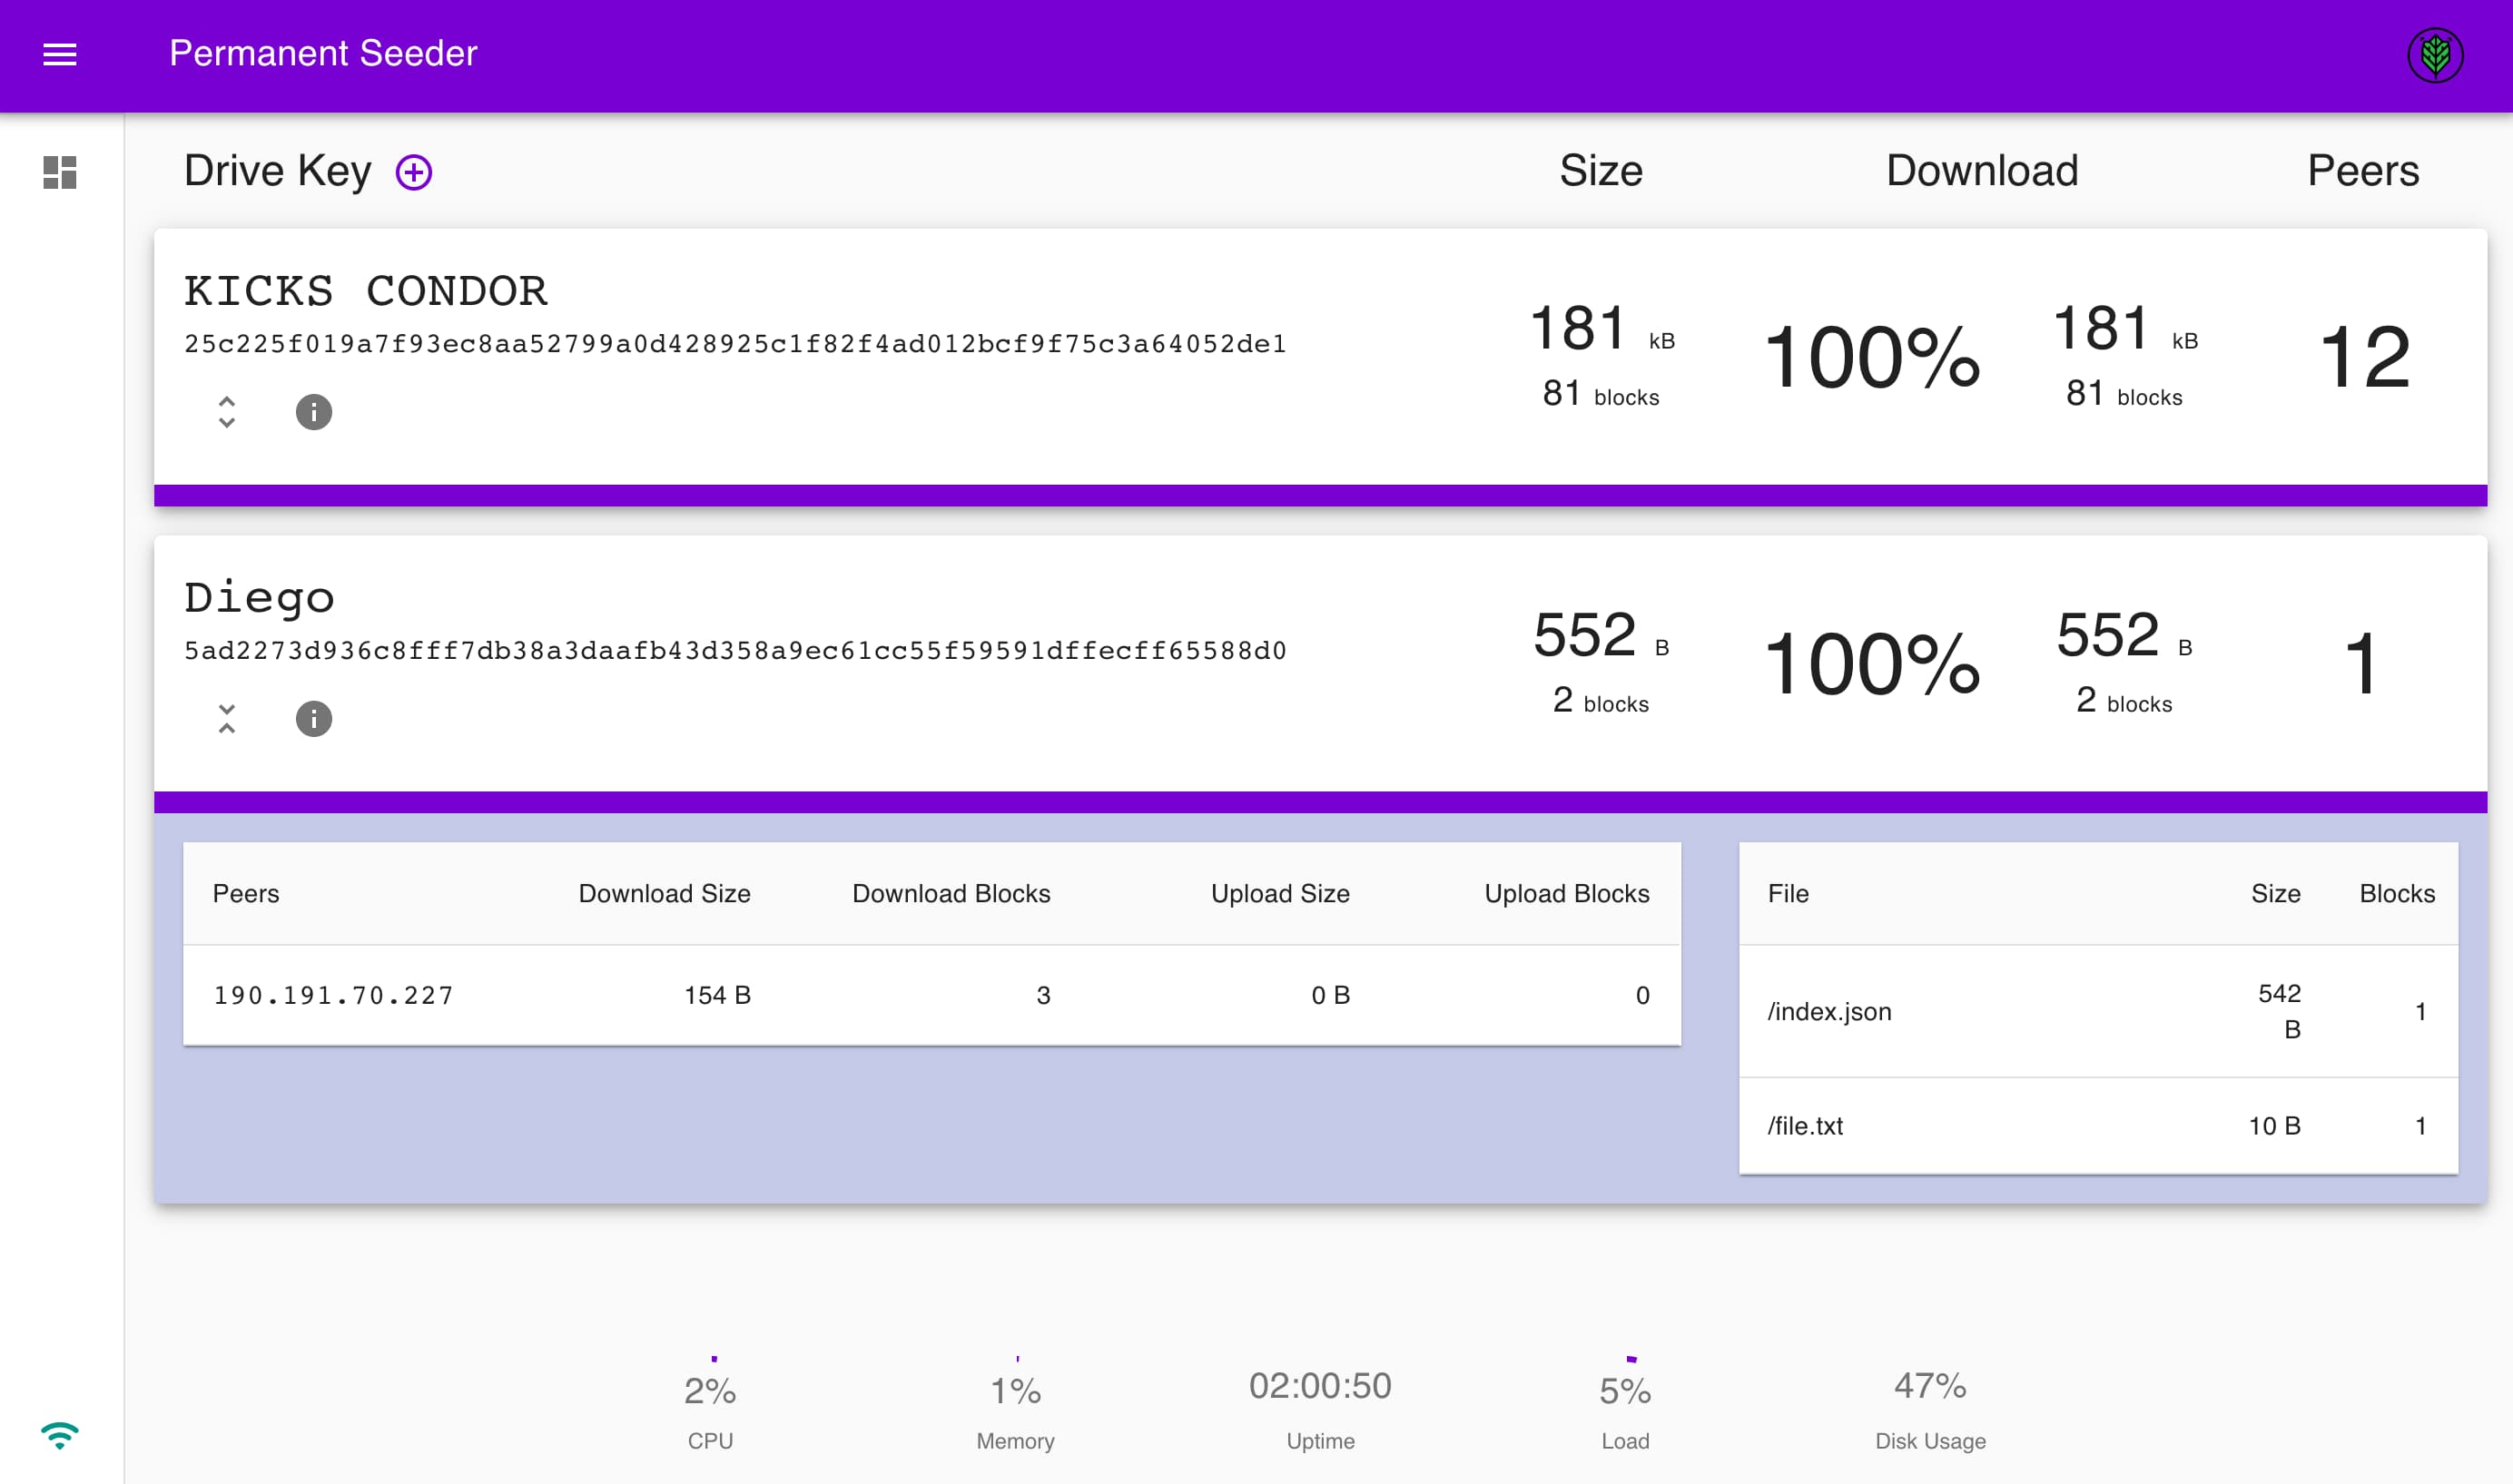 Permanent Seeder
Drive Key Size Download Peers
KICKS CONDOR
25c225f019a7f93ec8aa52799a0d428925c1f82f4ad012bcf9f75c3a64052de1
181 kB 100% 181 kB 12
81 blocks 81 blocks
Diego
5ad2273d936c8fff7db38a3daafb43d358a9ec61cc55f59591dffecff65588d0
552 B 100% 552 B 1
2 blocks 2 blocks
Peers Download Size Download Blocks Upload Size Upload Blocks
190.191.70.227 154 B 3 0 B 0
File Size Blocks
/index.json 542 B 1
/file.txt 10 B 1
2% 1% 02:00:50 5% 47%
CPU Memory Uptime Load Disk Usage